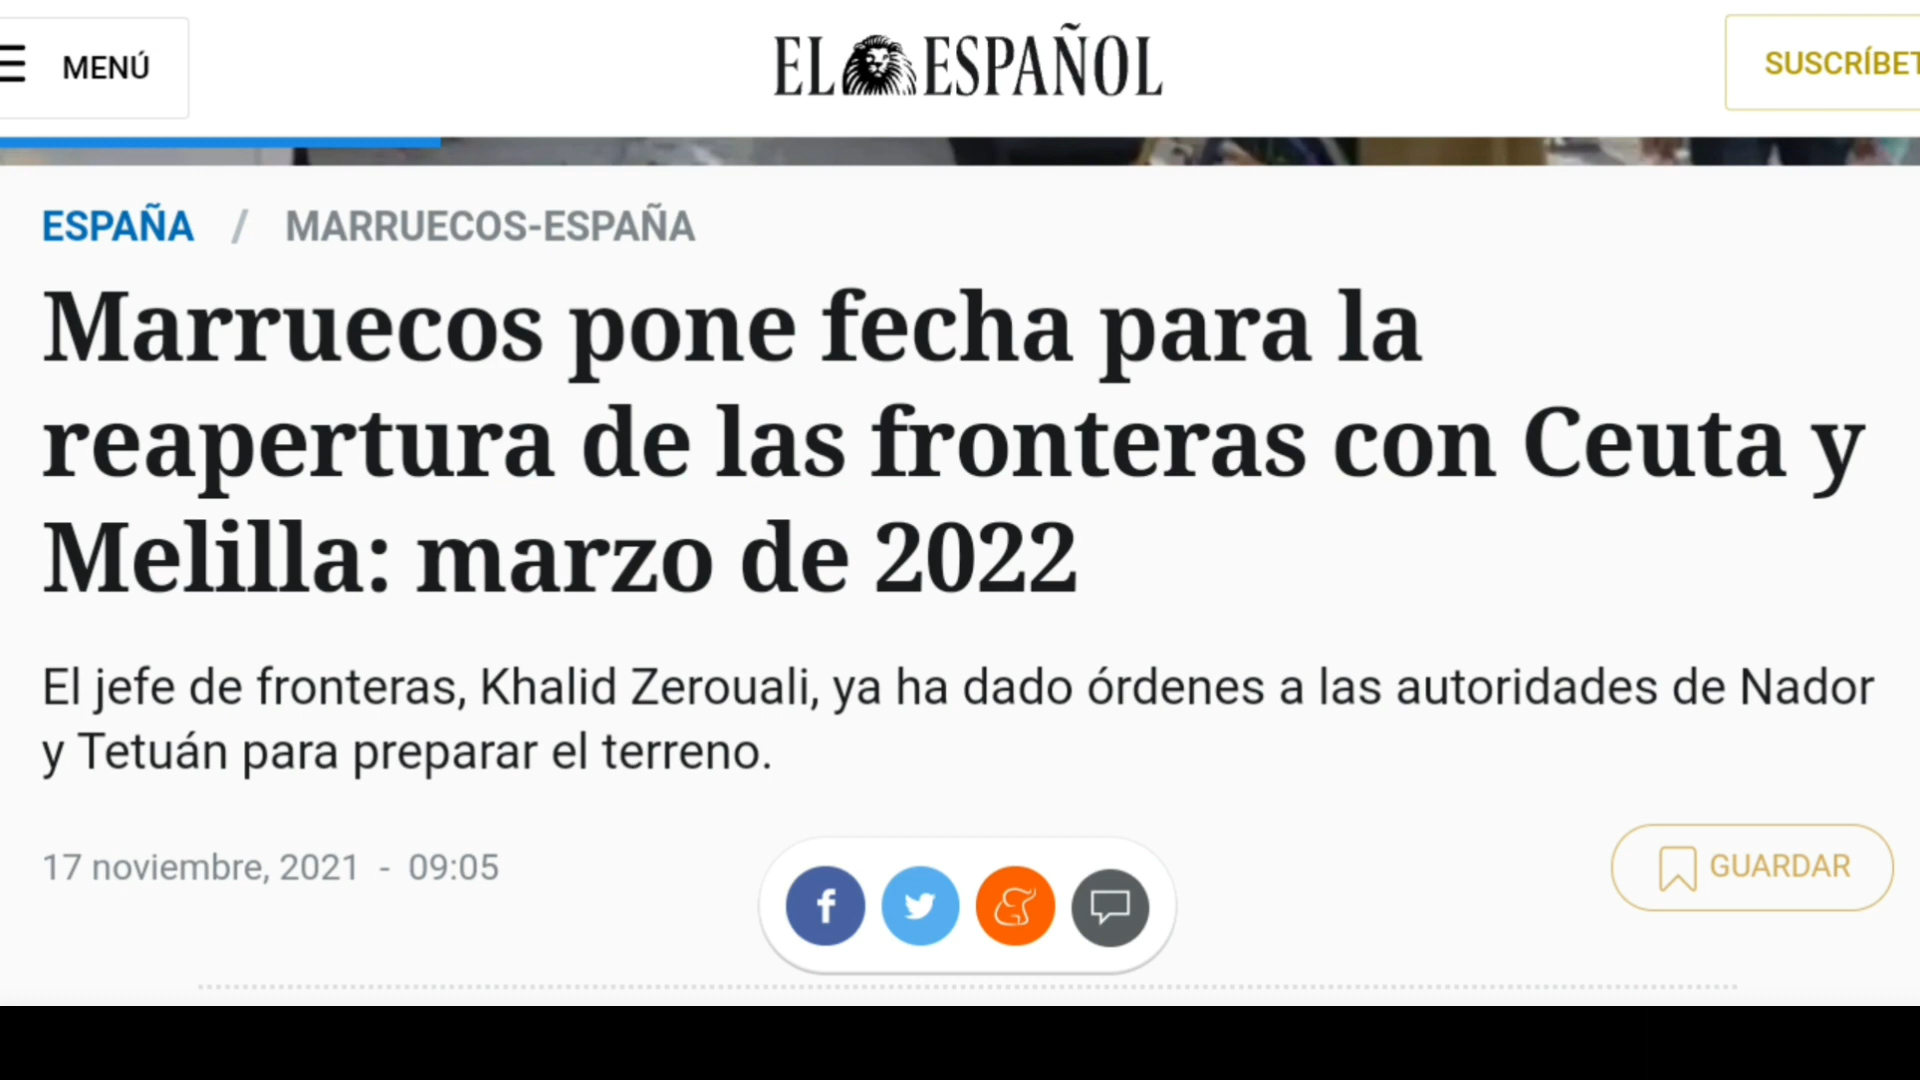 MENÚ
EL ESPAÑOL
SUSCRÍBET
ESPAÑA / MARRUECOS-ESPAÑA
Marruecos pone fecha para la
reapertura de las fronteras con Ceuta y
Melilla: marzo de 2022
El jefe de fronteras, Khalid Zerouali, ya ha dado órdenes a las autoridades de Nador
y Tetuán para preparar el terreno.
17 noviembre, 2021 - 09:05
GUARDAR